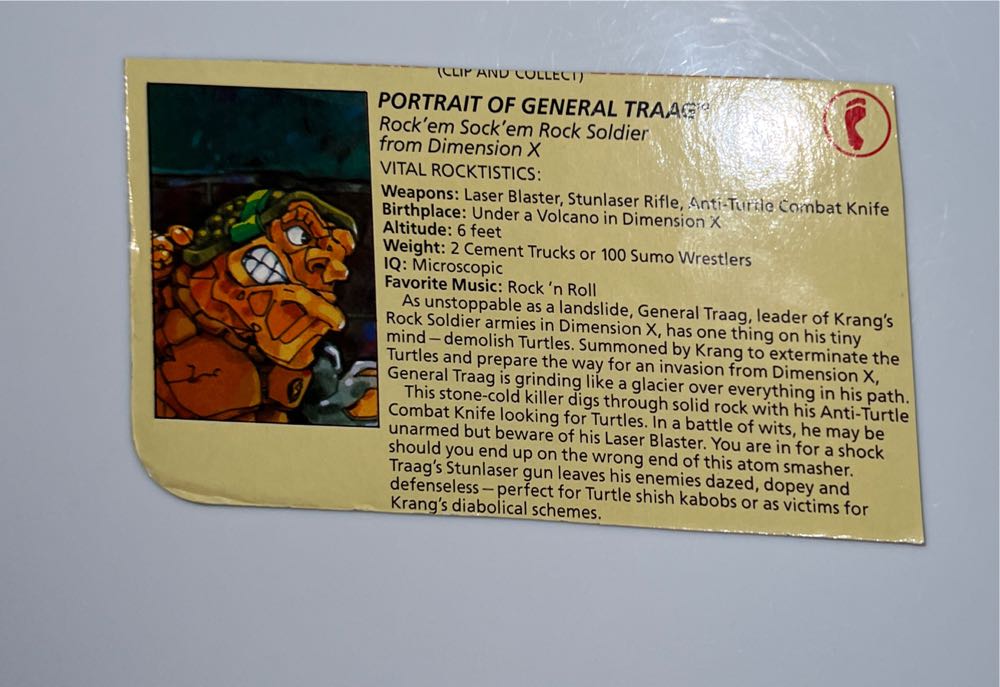 (CLIP AND COLLECT)
PORTRAIT OF GENERAL TRAAG
Rock'em Sock'em Rock Soldier
from Dimension X
VITAL ROCKTISTICS:
Weapons: Laser Blaster, Stunlaser Rifle, Anti-Turtle Combat Knife
Birthplace: Under a Volcano in Dimension X
Altitude: 6 feet
Weight: 2 Cement Trucks or 100 Sumo Wrestlers
IQ: Microscopic
Favorite Music: Rock 'n Roll
As unstoppable as a landslide, General Traag, leader of Krang's
Rock Soldier armies in Dimension X, has one thing on his tiny
mind – demolish Turtles. Summoned by Krang to exterminate the
Turtles and prepare the way for an invasion from Dimension X,
General Traag is grinding like a glacier over everything in his path.
This stone-cold killer digs through solid rock with his Anti-Turtle
Combat Knife looking for Turtles. In a battle of wits, he may be
unarmed but beware of his Laser Blaster. You are in for a shock
should you end up on the wrong end of this atom smasher.
Traag's Stunlaser gun leaves his enemies dazed, dopey and
defenseless – perfect for Turtle shish kabobs or as victims for
Krang's diabolical schemes.